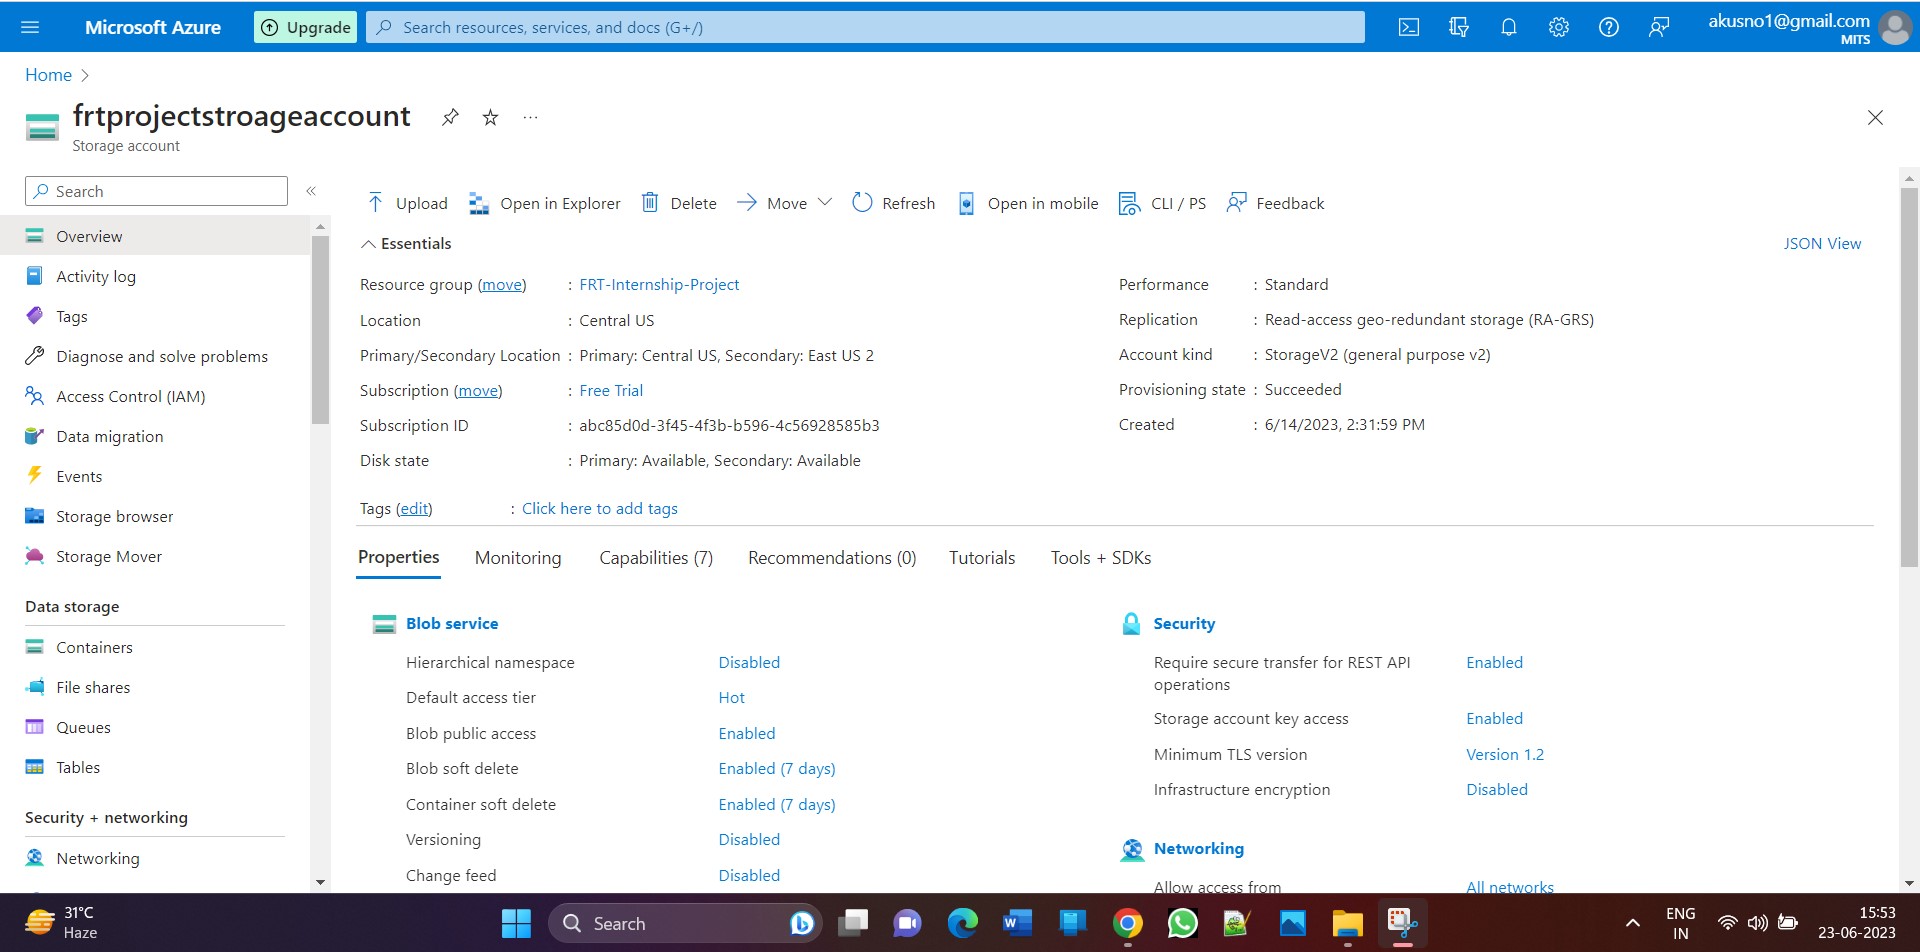 Microsoft Azure
Upgrade
Search resources, services, and docs (G+/)
akusno1@gmail.com
MITS
Home
frtprojectstroageaccount
Storage account
Search
Overview
Activity log
Tags
Diagnose and solve problems
Access Control (IAM)
Data migration
Events
Storage browser
Storage Mover
Data storage
Containers
File shares
Queues
Tables
Security + networking
Networking
Upload Open in Explorer Delete Move Refresh Open in mobile CLI / PS Feedback
Essentials
JSON View
Resource group (move) : FRT-Internship-Project
Location : Central US
Primary/Secondary Location : Primary: Central US, Secondary: East US 2
Subscription (move) : Free Trial
Subscription ID : abc85d0d-3f45-4f3b-b596-4c56928585b3
Disk state : Primary: Available, Secondary: Available
Performance : Standard
Replication : Read-access geo-redundant storage (RA-GRS)
Account kind : StorageV2 (general purpose v2)
Provisioning state : Succeeded
Created : 6/14/2023, 2:31:59 PM
Tags (edit) : Click here to add tags
Properties Monitoring Capabilities (7) Recommendations (0) Tutorials Tools + SDKs
Blob service
Hierarchical namespace Disabled
Default access tier Hot
Blob public access Enabled
Blob soft delete Enabled (7 days)
Container soft delete Enabled (7 days)
Versioning Disabled
Change feed Disabled
Security
Require secure transfer for REST API Enabled
operations
Storage account key access Enabled
Minimum TLS version Version 1.2
Infrastructure encryption Disabled
Networking
Allow access from All networks
31°C
Haze
Search
ENG
IN
15:53
23-06-2023